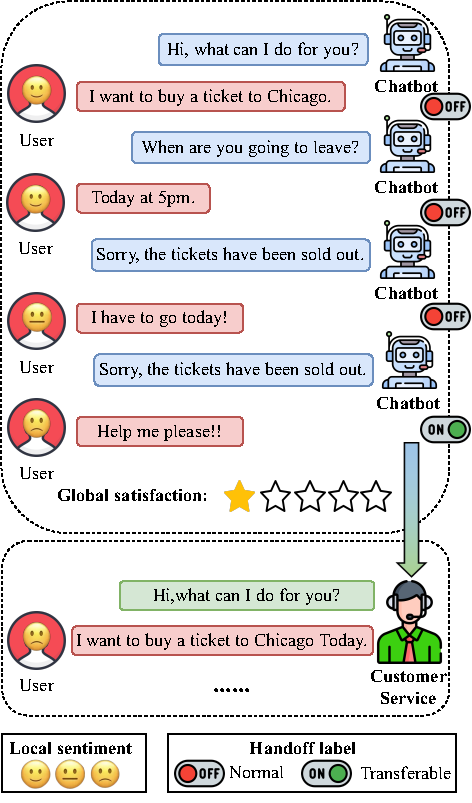 Hi, what can I do for you?
Chatbot
OFF
I want to buy a ticket to Chicago.
User
When are you going to leave?
Chatbot
OFF
Today at 5pm.
User
Sorry, the tickets have been sold out.
Chatbot
OFF
I have to go today!
User
Sorry, the tickets have been sold out.
Chatbot
ON
Help me please!!
User
Global satisfaction:
Hi,what can I do for you?
I want to buy a ticket to Chicago Today.
User
Customer
Service
......
Local sentiment
Handoff label
OFF Normal ON Transferable